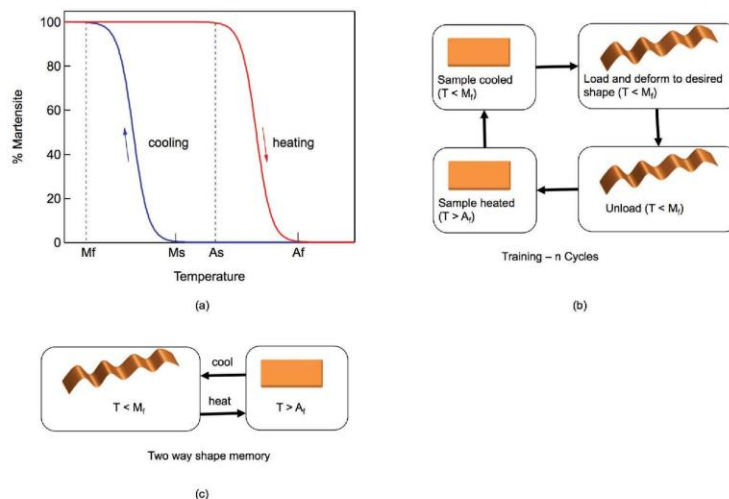 100
80
60
40
20
0
% Martensite
cooling
heating
Mf
Ms
As
Af
Temperature
(a)
Sample cooled
(T < Mf)
Load and deform to desired
shape (T < Mf)
Sample heated
(T > Af)
Unload (T < Mf)
Training – n Cycles
(b)
T < Mf
cool
heat
T > Af
Two way shape memory
(c)